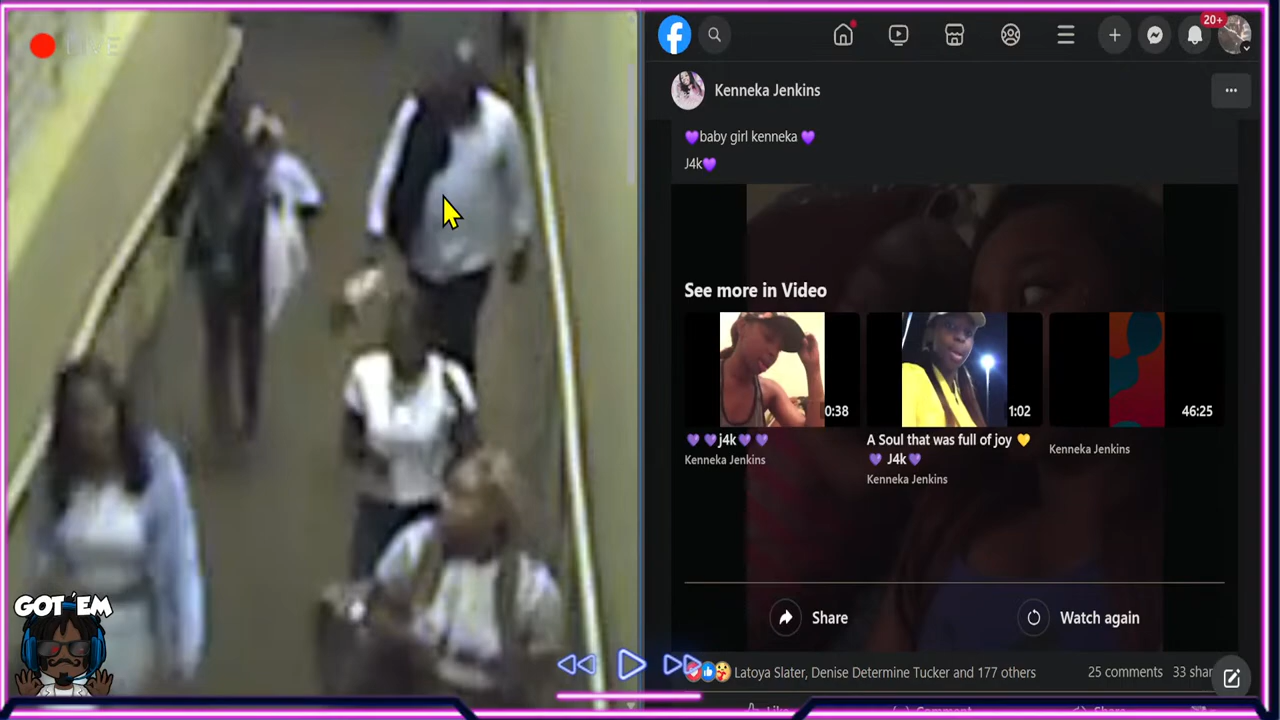 LIVE
20+
Kenneka Jenkins
💜baby girl kenneka 💜
J4k💜
See more in Video
0:38
1:02
46:25
💜💜j4k💜💜
Kenneka Jenkins
A Soul that was full of joy 💛
💜 J4k💜
Kenneka Jenkins
Kenneka Jenkins
Share
Watch again
Latoya Slater, Denise Determine Tucker and 177 others
25 comments
33 shar
GOT 'EM